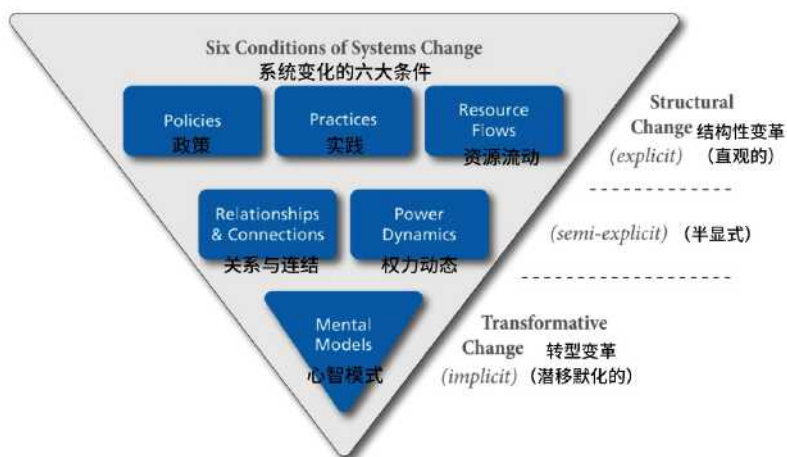 Six Conditions of Systems Change
系统变化的六大条件
Policies
政策
Practices
实践
Resource
Flows
资源流动
Structural
Change 结构性变革
(explicit) （直观的）
Relationships
& Connections
关系与连结
Power
Dynamics
权力动态
(semi-explicit) （半显式）
Mental
Models
心智模式
Transformative
Change 转型变革
(implicit) （潜移默化的）